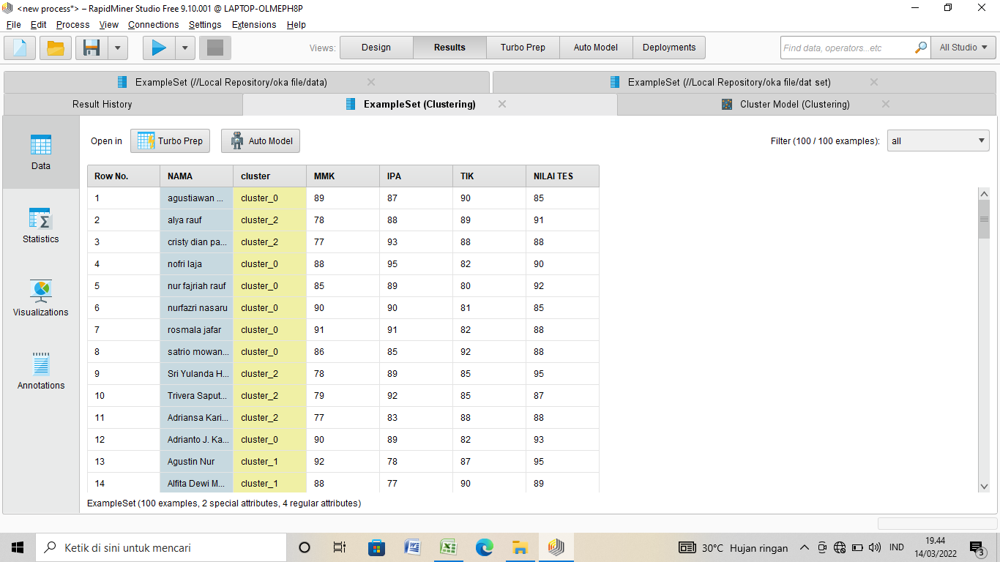 <new process*> – RapidMiner Studio Free 9.10.001 @ LAPTOP-OLMEPH8P
File Edit Process View Connections Settings Extensions Help
Views: Design Results Turbo Prep Auto Model Deployments Find data, operators...etc All Studio
ExampleSet (//Local Repository/oka file/data) ExampleSet (//Local Repository/oka file/dat set)
Result History ExampleSet (Clustering) Cluster Model (Clustering)
Open in Turbo Prep Auto Model Filter (100 / 100 examples): all
Data
Statistics
Visualizations
Annotations
Row No. NAMA cluster MMK IPA TIK NILAI TES
1 agustiawan ... cluster_0 89 87 90 85
2 alya rauf cluster_2 78 88 89 91
3 cristy dian pa... cluster_2 77 93 88 88
4 nofri laja cluster_0 88 95 82 90
5 nur fajriah rauf cluster_0 85 89 80 92
6 nurfazri nasaru cluster_0 90 90 81 85
7 rosmala jafar cluster_0 91 91 82 88
8 satrio mowan... cluster_0 86 85 92 88
9 Sri Yulanda H... cluster_2 78 89 85 95
10 Trivera Saput... cluster_2 79 92 85 87
11 Adriansa Kari... cluster_2 77 83 88 88
12 Adrianto J. Ka... cluster_0 90 89 82 93
13 Agustin Nur cluster_1 92 78 87 95
14 Alfita Dewi M... cluster_1 88 77 90 89
ExampleSet (100 examples, 2 special attributes, 4 regular attributes)
Ketik di sini untuk mencari 30°C Hujan ringan IND 19.44
14/03/2022 3